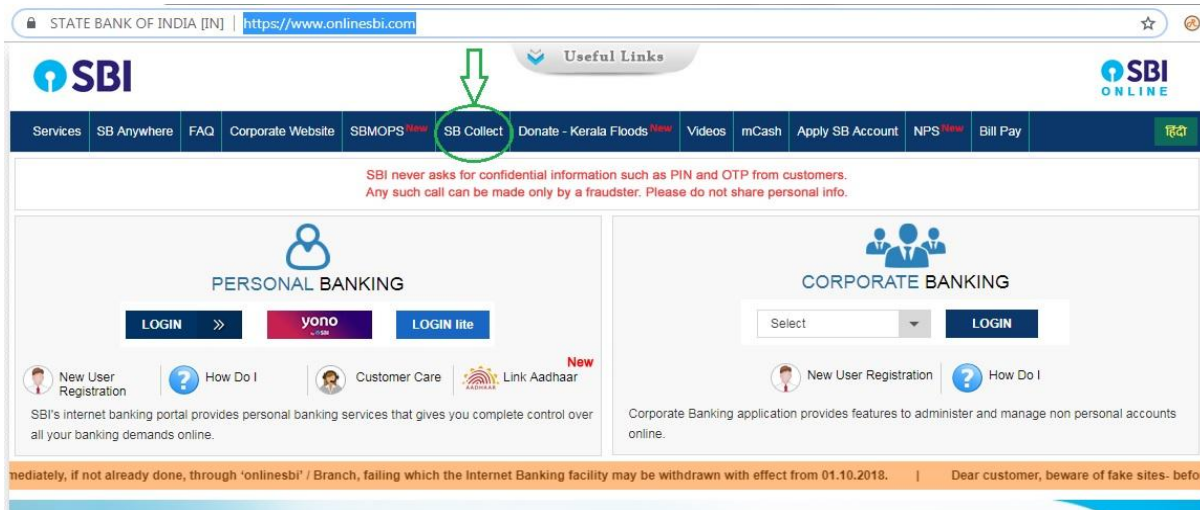 STATE BANK OF INDIA [IN] | https://www.onlinesbi.com
Useful Links
SBI
SBI
ONLINE
Services SB Anywhere FAQ Corporate Website SBMOPS New SB Collect Donate - Kerala Floods New Videos mCash Apply SB Account NPS New Bill Pay हिंदी
SBI never asks for confidential information such as PIN and OTP from customers.
Any such call can be made only by a fraudster. Please do not share personal info.
PERSONAL BANKING
LOGIN » yono LOGIN lite
by SBI
New
New User Registration How Do I Customer Care AADHAAR Link Aadhaar
SBI's internet banking portal provides personal banking services that gives you complete control over
all your banking demands online.
CORPORATE BANKING
Select LOGIN
New User Registration How Do I
Corporate Banking application provides features to administer and manage non personal accounts
online.
mediately, if not already done, through 'onlinesbi' / Branch, failing which the Internet Banking facility may be withdrawn with effect from 01.10.2018. | Dear customer, beware of fake sites- befo